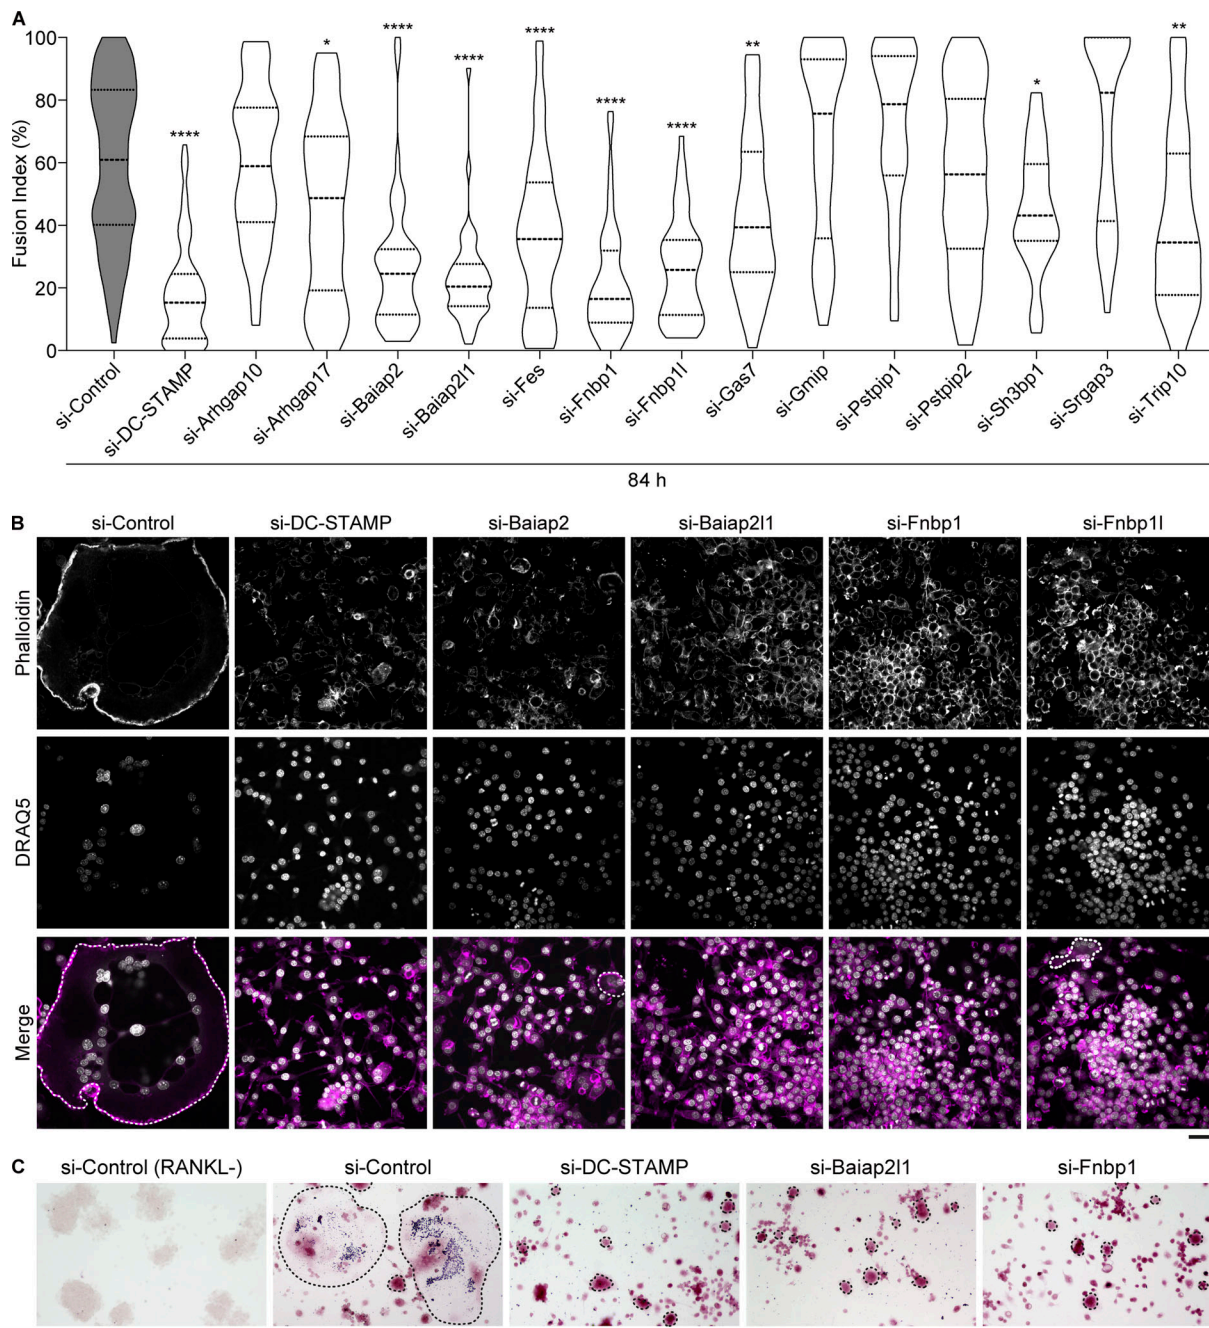 A
Fusion Index (%)
100
80
60
40
20
0
****
*
****
****
****
****
****
**
*
**
si-Control
si-DC-STAMP
si-Arhgap10
si-Arhgap17
si-Baiap2
si-Baiap2l1
si-Fes
si-Fnbp1
si-Fnbp1l
si-Gas7
si-Gmip
si-Pstpip1
si-Pstpip2
si-Sh3bp1
si-Srgap3
si-Trip10
84 h
B
si-Control si-DC-STAMP si-Baiap2 si-Baiap2l1 si-Fnbp1 si-Fnbp1l
Phalloidin
DRAQ5
Merge
C
si-Control (RANKL-) si-Control si-DC-STAMP si-Baiap2l1 si-Fnbp1